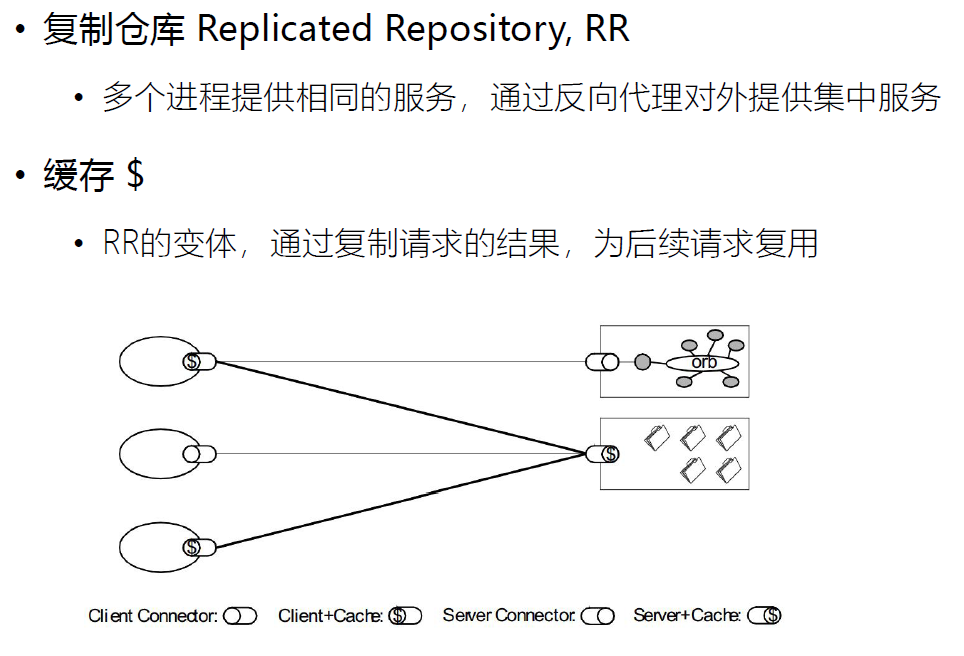 • 复制仓库 Replicated Repository, RR
• 多个进程提供相同的服务，通过反向代理对外提供集中服务
• 缓存 $
• RR的变体，通过复制请求的结果，为后续请求复用
$
orb
$
$
Client Connector: Client+Cache: $ Server Connector: Server+Cache: $